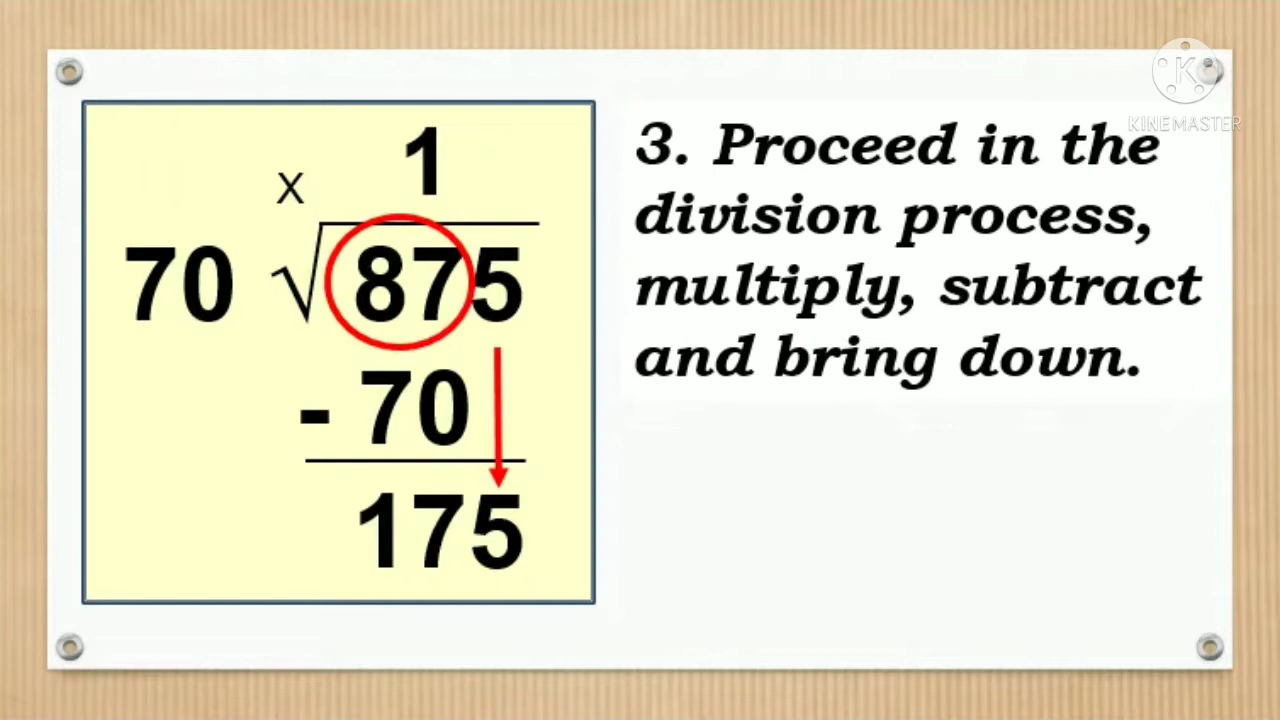 1
x
70 √875
- 70
175
3. Proceed in the
division process,
multiply, subtract
and bring down.
K
KINEMASTER